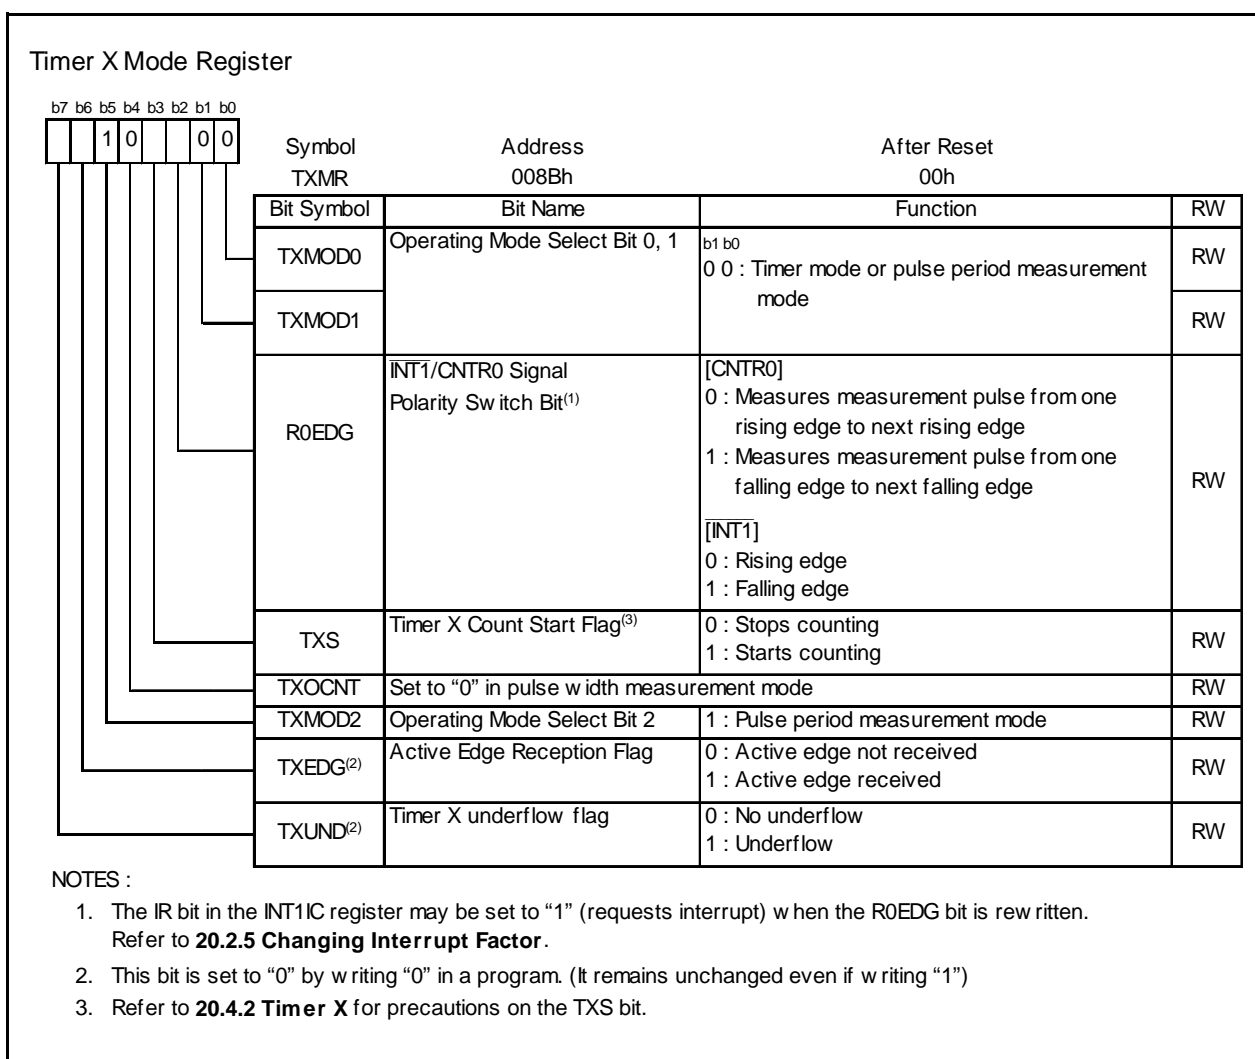 Timer X Mode Register
b7 b6 b5 b4 b3 b2 b1 b0
1 0 0 0
Symbol Address After Reset
TXMR 008Bh 00h
Bit Symbol Bit Name Function RW
TXMOD0 Operating Mode Select Bit 0, 1 b1 b0 RW
0 0 : Timer mode or pulse period measurement
mode
TXMOD1 RW
R0EDG INT1/CNTR0 Signal [CNTR0] RW
Polarity Switch Bit(1) 0 : Measures measurement pulse from one
rising edge to next rising edge
1 : Measures measurement pulse from one
falling edge to next falling edge
[INT1]
0 : Rising edge
1 : Falling edge
TXS Timer X Count Start Flag(3) 0 : Stops counting RW
1 : Starts counting
TXOCNT Set to “0” in pulse width measurement mode RW
TXMOD2 Operating Mode Select Bit 2 1 : Pulse period measurement mode RW
TXEDG(2) Active Edge Reception Flag 0 : Active edge not received RW
1 : Active edge received
TXUND(2) Timer X underflow flag 0 : No underflow RW
1 : Underflow
NOTES :
1. The IR bit in the INT1IC register may be set to “1” (requests interrupt) when the R0EDG bit is rewritten.
Refer to 20.2.5 Changing Interrupt Factor.
2. This bit is set to “0” by writing “0” in a program. (It remains unchanged even if writing “1”)
3. Refer to 20.4.2 Timer X for precautions on the TXS bit.